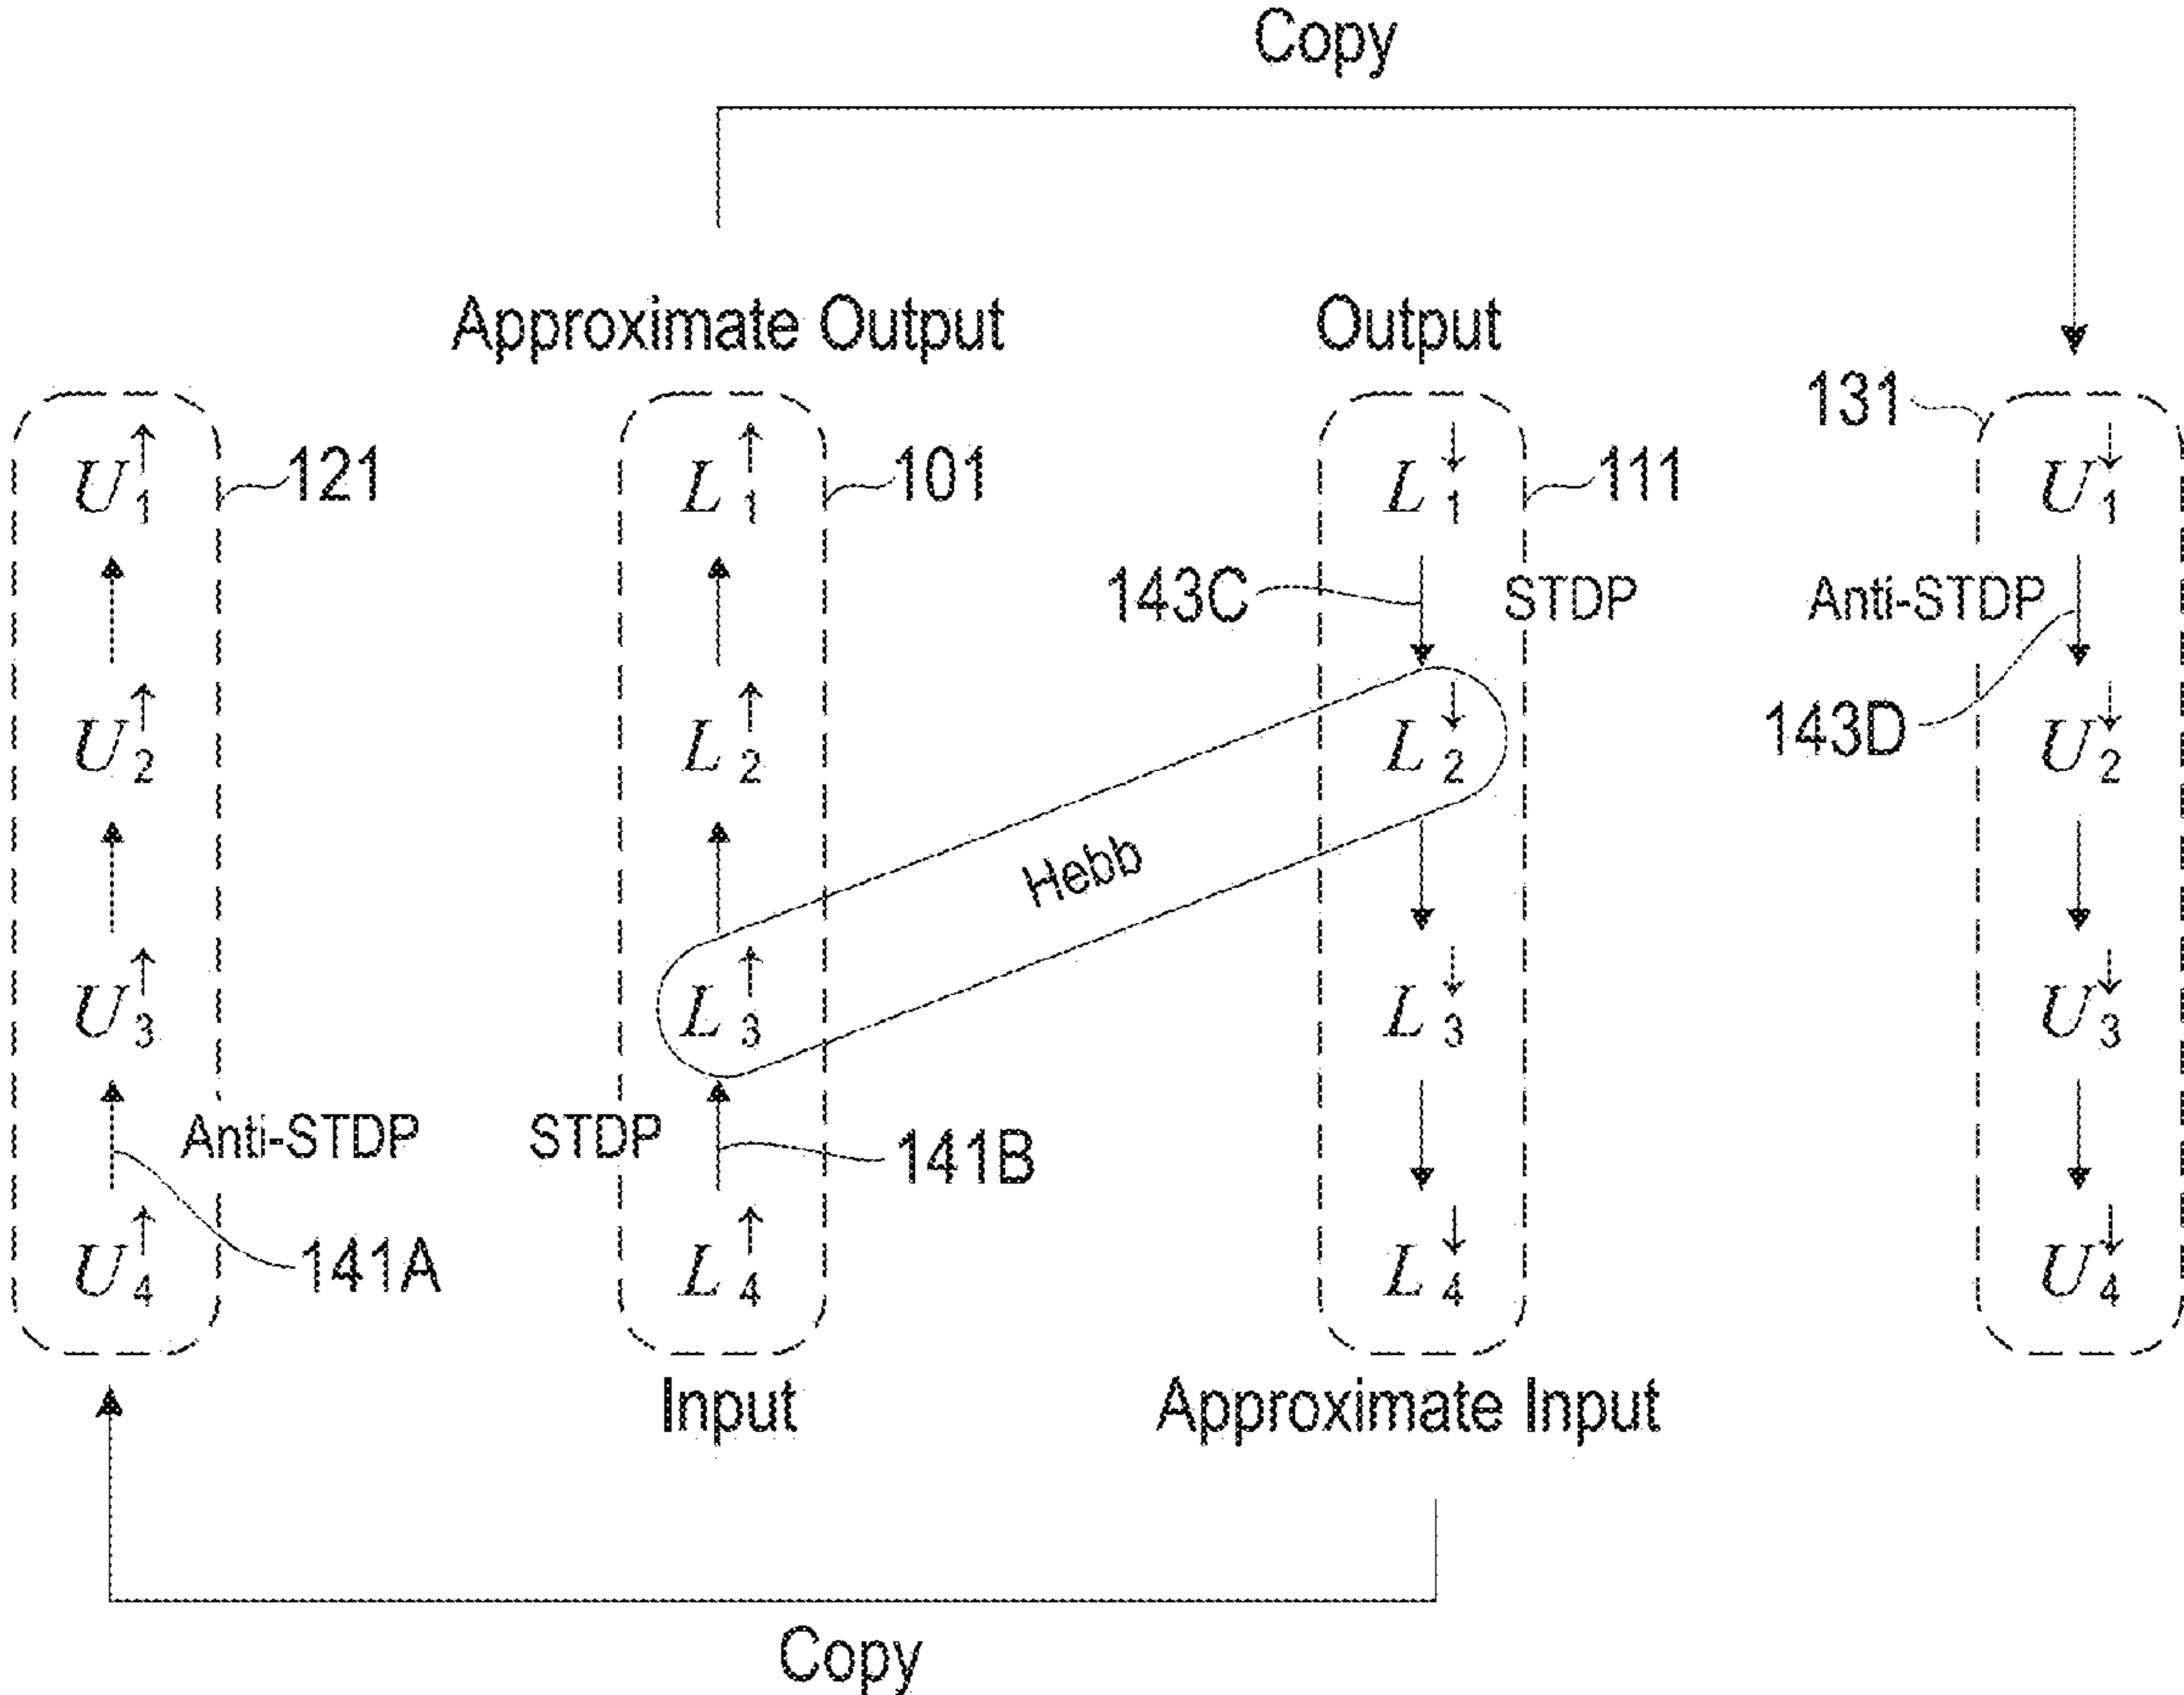 Copy
Approximate Output
Output
131
U↑1
121
L↑1
101
L↓1
111
U↓1
143C
STDP
Anti-STDP
143D
U↑2
L↑2
L↓2
U↓2
Hebb
U↑3
L↑3
L↓3
U↓3
Anti-STDP
STDP
141B
U↑4
141A
L↑4
L↓4
U↓4
Input
Approximate Input
Copy